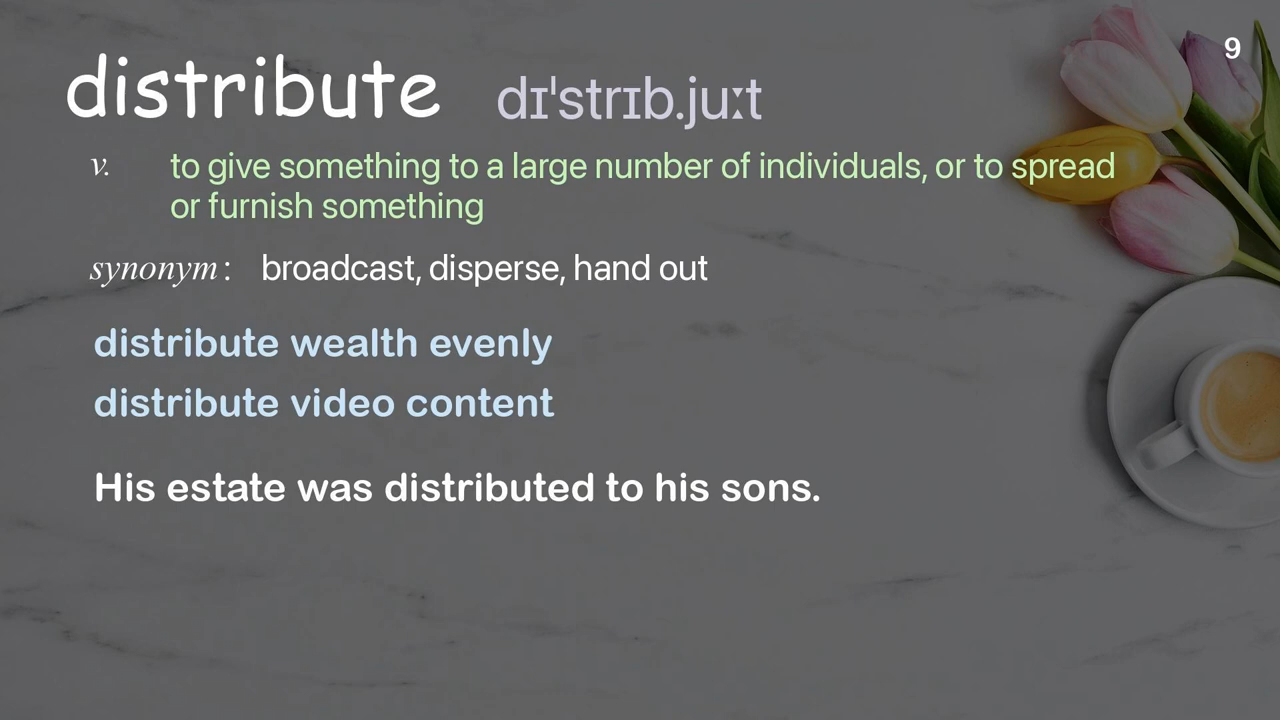 9
distribute dɪˈstrɪb.juːt
v. to give something to a large number of individuals, or to spread
or furnish something
synonym : broadcast, disperse, hand out
distribute wealth evenly
distribute video content
His estate was distributed to his sons.